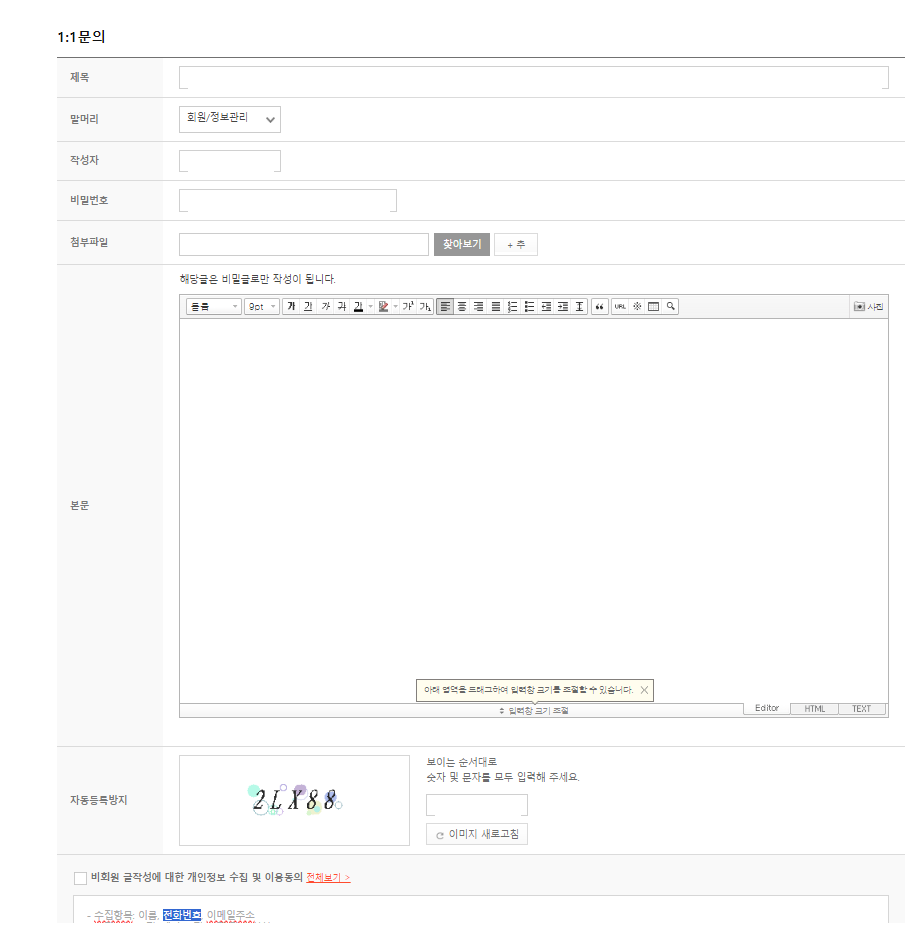 1:1문의
제목
말머리 회원/정보관리
작성자
비밀번호
첨부파일 찾아보기 + 추
해당글은 비밀글로만 작성이 됩니다.
돋움 9pt 가 가 가 가 가 가¹ 가₁ URL 사진
본문
아래 영역을 드래그하여 입력창 크기를 조절할 수 있습니다.
입력창 크기 조절 Editor HTML TEXT
자동등록방지 2LX88
보이는 순서대로
숫자 및 문자를 모두 입력해 주세요.
이미지 새로고침
비회원 글작성에 대한 개인정보 수집 및 이용동의 전체보기 >
- 수집항목: 이름, 전화번호, 이메일주소